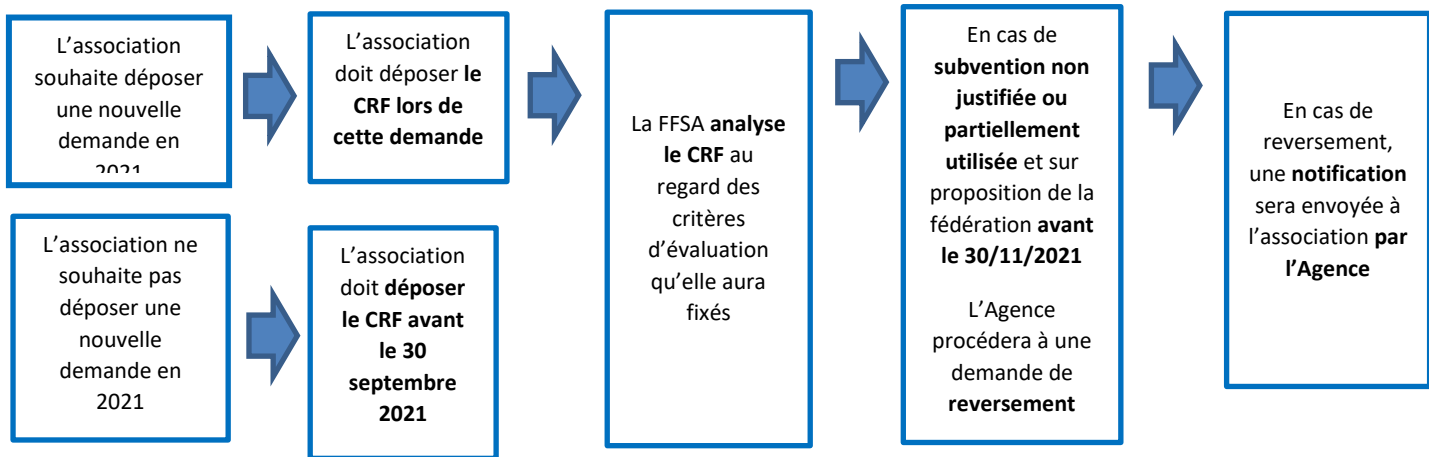 L’association
souhaite déposer
une nouvelle
demande en
2021
L’association
doit déposer le
CRF lors de
cette demande
L’association ne
souhaite pas
déposer une
nouvelle
demande en
2021
L’association
doit déposer
le CRF avant
le 30
septembre
2021
La FFSA analyse
le CRF au
regard des
critères
d’évaluation
qu’elle aura
fixés
En cas de
subvention non
justifiée ou
partiellement
utilisée et sur
proposition de la
fédération avant
le 30/11/2021
L’Agence
procédera à une
demande de
reversement
En cas de
reversement,
une notification
sera envoyée à
l’association par
l’Agence